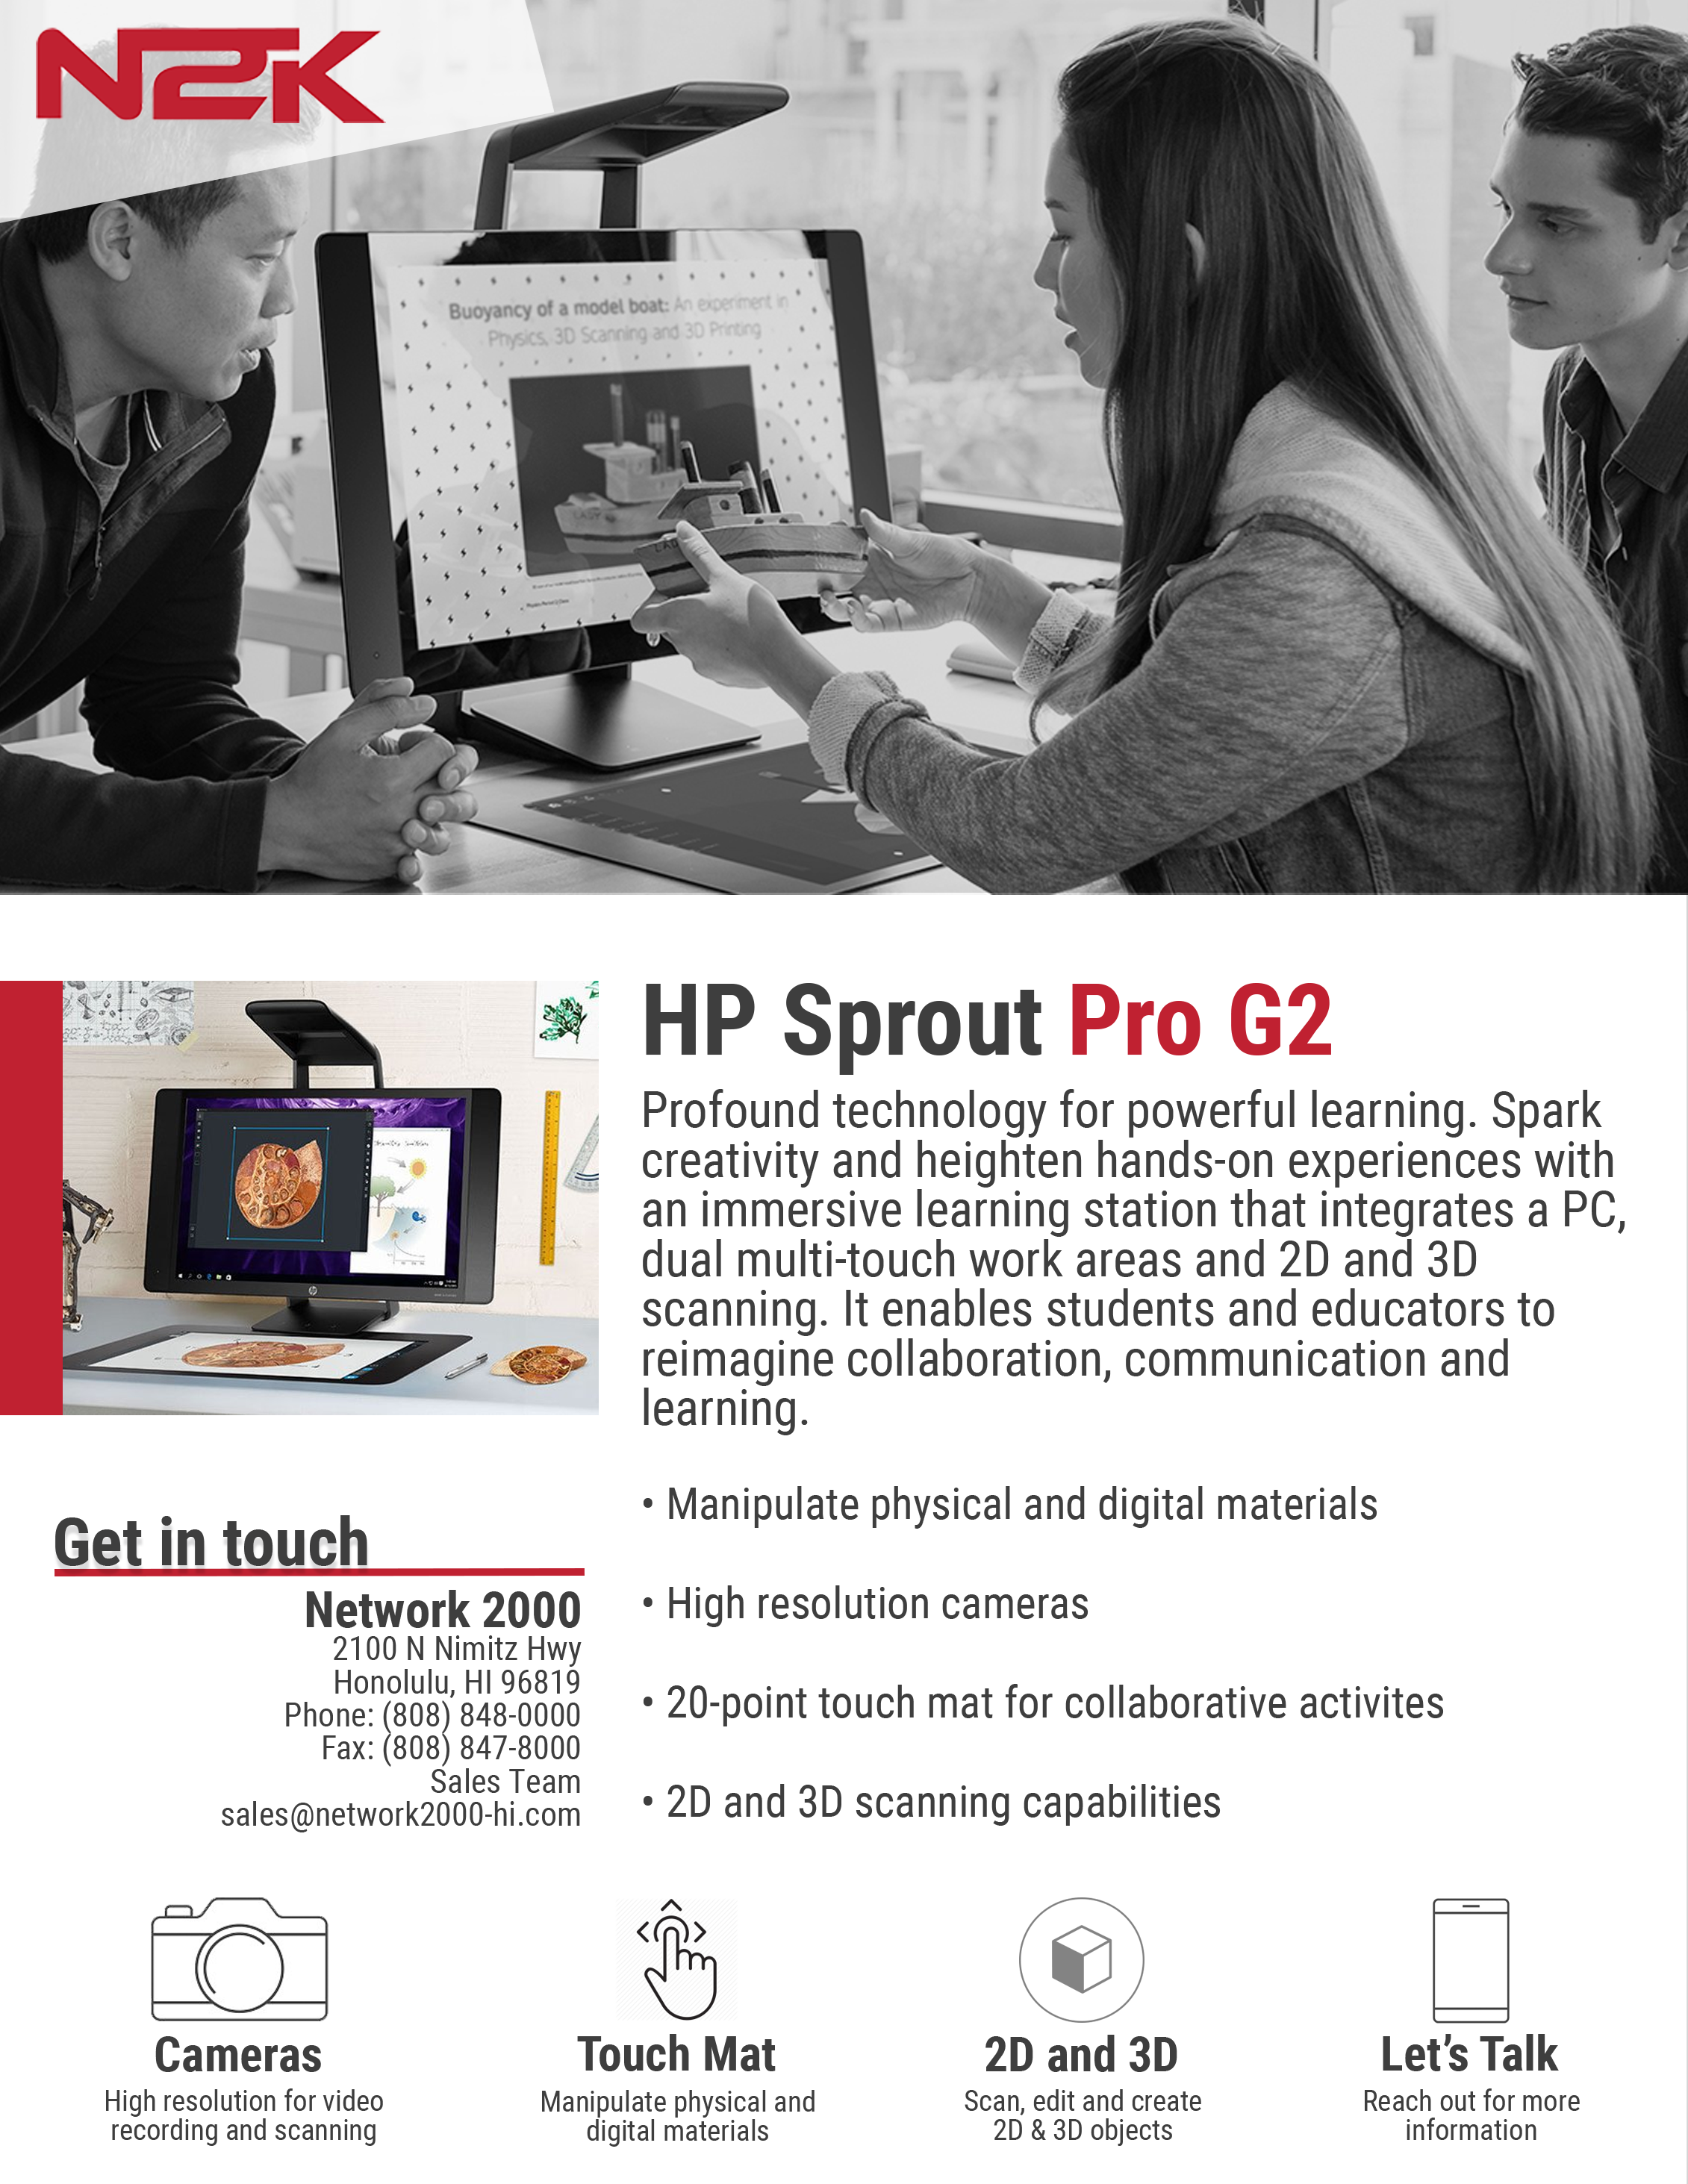 N2K
Buoyancy of a model boat: An experiment in
Physics, 3D Scanning and 3D Printing
HP Sprout Pro G2
Profound technology for powerful learning. Spark
creativity and heighten hands-on experiences with
an immersive learning station that integrates a PC,
dual multi-touch work areas and 2D and 3D
scanning. It enables students and educators to
reimagine collaboration, communication and
learning.
• Manipulate physical and digital materials
• High resolution cameras
• 20-point touch mat for collaborative activites
• 2D and 3D scanning capabilities
Get in touch
Network 2000
2100 N Nimitz Hwy
Honolulu, HI 96819
Phone: (808) 848-0000
Fax: (808) 847-8000
Sales Team
sales@network2000-hi.com
Cameras
High resolution for video
recording and scanning
Touch Mat
Manipulate physical and
digital materials
2D and 3D
Scan, edit and create
2D & 3D objects
Let's Talk
Reach out for more
information